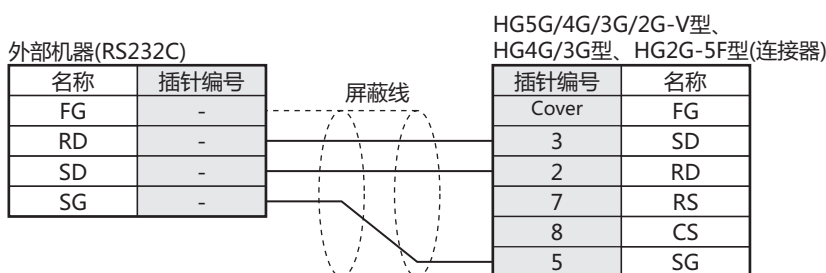 HG5G/4G/3G/2G-V型、
外部机器(RS232C) HG4G/3G型、HG2G-5F型(连接器)
名称 插针编号 屏蔽线 插针编号 名称
FG - Cover FG
RD - 3 SD
SD - 2 RD
SG - 7 RS
8 CS
5 SG